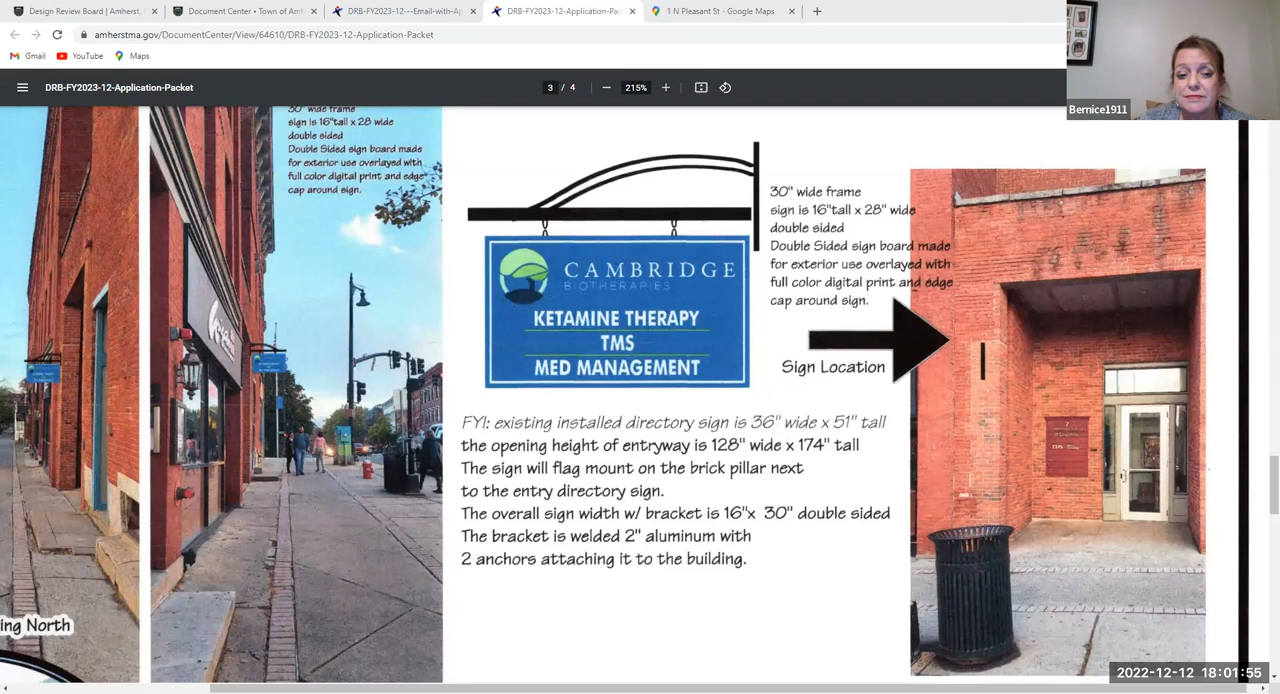 Design Review Board | Amherst,
Document Center • Town of Am
DRB-FY2023-12---Email-with-Ap
DRB-FY2023-12-Application-Pac
1 N Pleasant St - Google Maps
amherstma.gov/DocumentCenter/View/64610/DRB-FY2023-12-Application-Packet
Gmail
YouTube
Maps
DRB-FY2023-12-Application-Packet
3 / 4
215%
Bernice1911
30" wide frame
sign is 16"tall x 28 wide
double sided
Double Sided sign board made
for exterior use overlayed with
full color digital print and edge
cap around sign.
CAMBRIDGE
BIOTHERAPIES
KETAMINE THERAPY
TMS
MED MANAGEMENT
30" wide frame
sign is 16"tall x 28" wide
double sided
Double Sided sign board made
for exterior use overlayed with
full color digital print and edge
cap around sign.
Sign Location
FYI: existing installed directory sign is 36" wide x 51" tall
the opening height of entryway is 128" wide x 174" tall
The sign will flag mount on the brick pillar next
to the entry directory sign.
The overall sign width w/ bracket is 16"x 30" double sided
The bracket is welded 2" aluminum with
2 anchors attaching it to the building.
7
ing North
2022-12-12 18:01:55